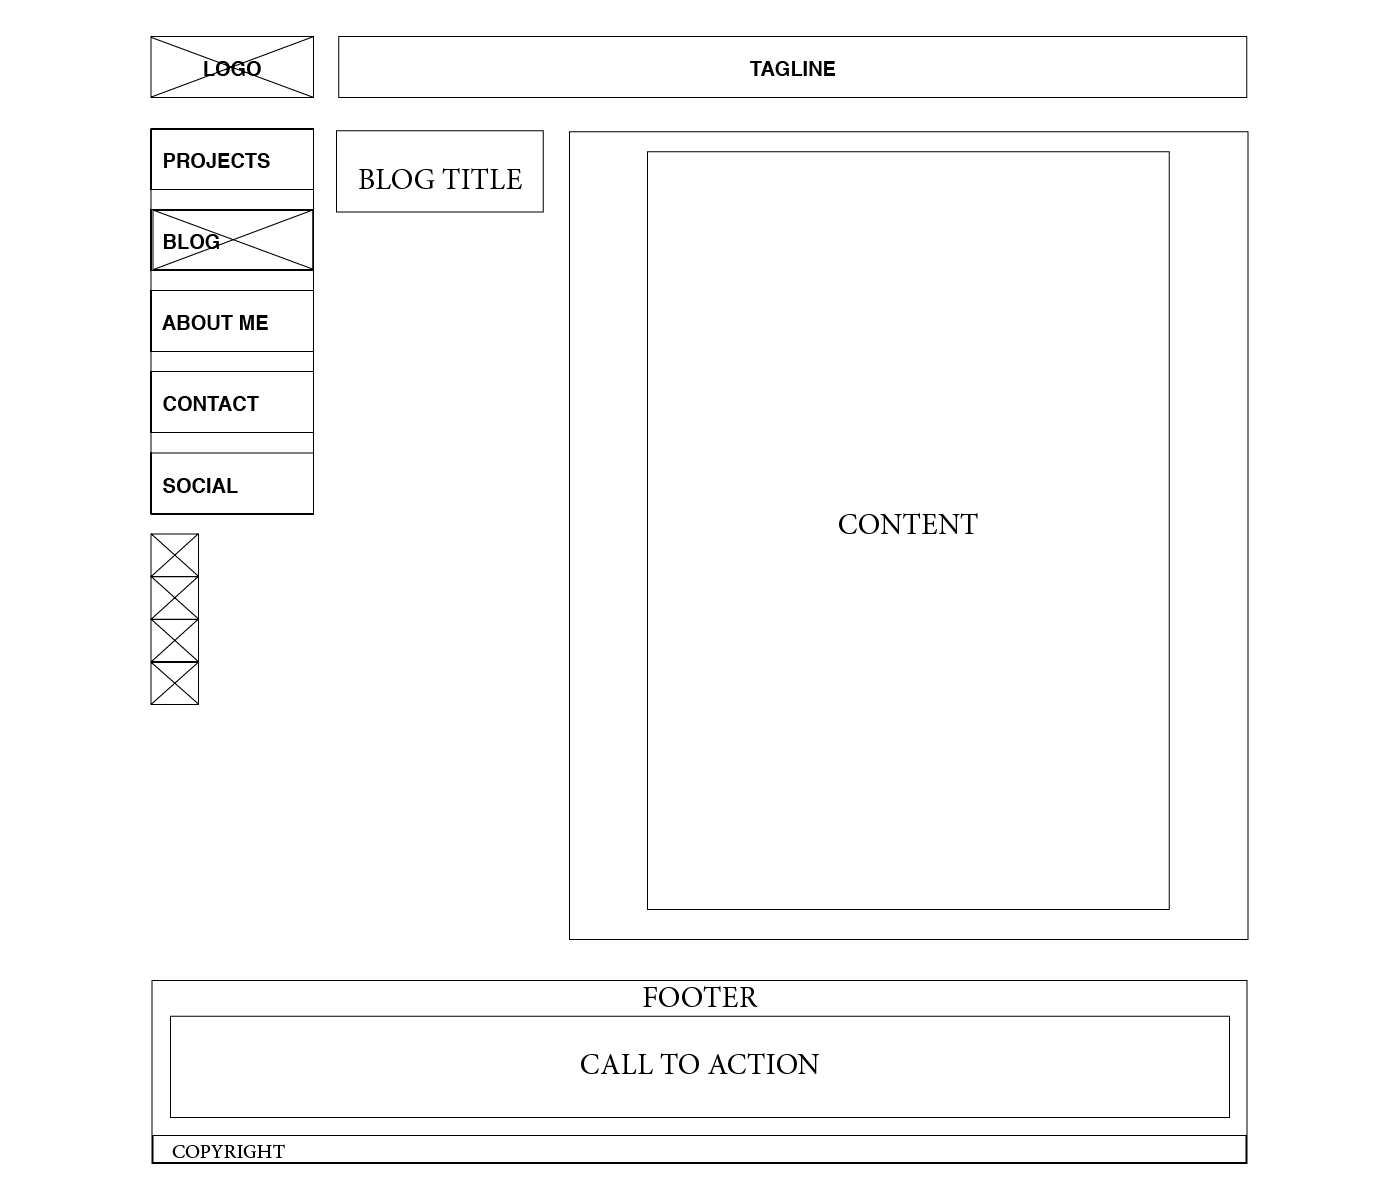 LOGO
TAGLINE
PROJECTS
BLOG
ABOUT ME
CONTACT
SOCIAL
BLOG TITLE
CONTENT
FOOTER
CALL TO ACTION
COPYRIGHT